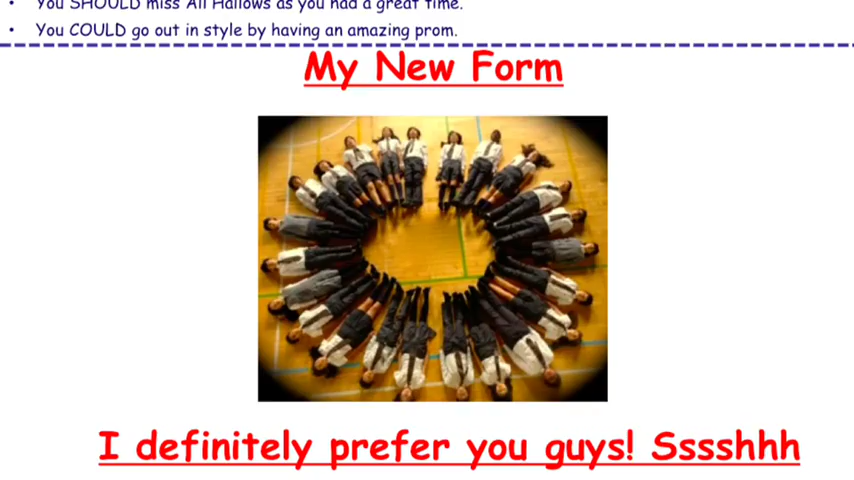 • You SHOULD miss All Hallows as you had a great time.
• You COULD go out in style by having an amazing prom.
My New Form
I definitely prefer you guys! Sssshhh